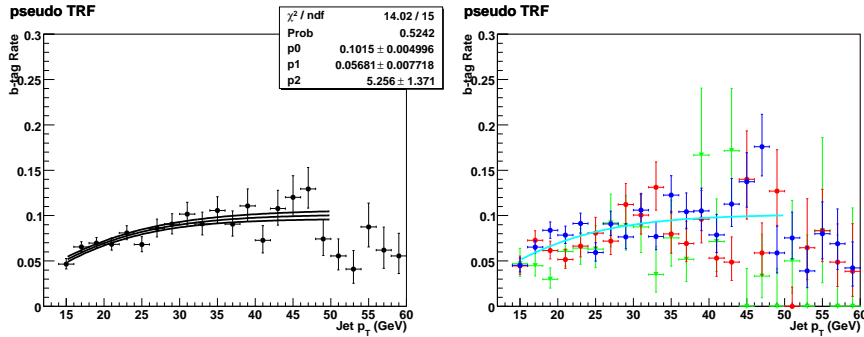 pseudo TRF
χ² / ndf 14.02 / 15
Prob 0.5242
p0 0.1015 ± 0.004996
p1 0.05681 ± 0.007718
p2 5.256 ± 1.371
b-tag Rate
0.3
0.25
0.2
0.15
0.1
0.05
0
15 20 25 30 35 40 45 50 55 60
Jet p_T (GeV)
pseudo TRF
b-tag Rate
0.3
0.25
0.2
0.15
0.1
0.05
0
15 20 25 30 35 40 45 50 55 60
Jet p_T (GeV)